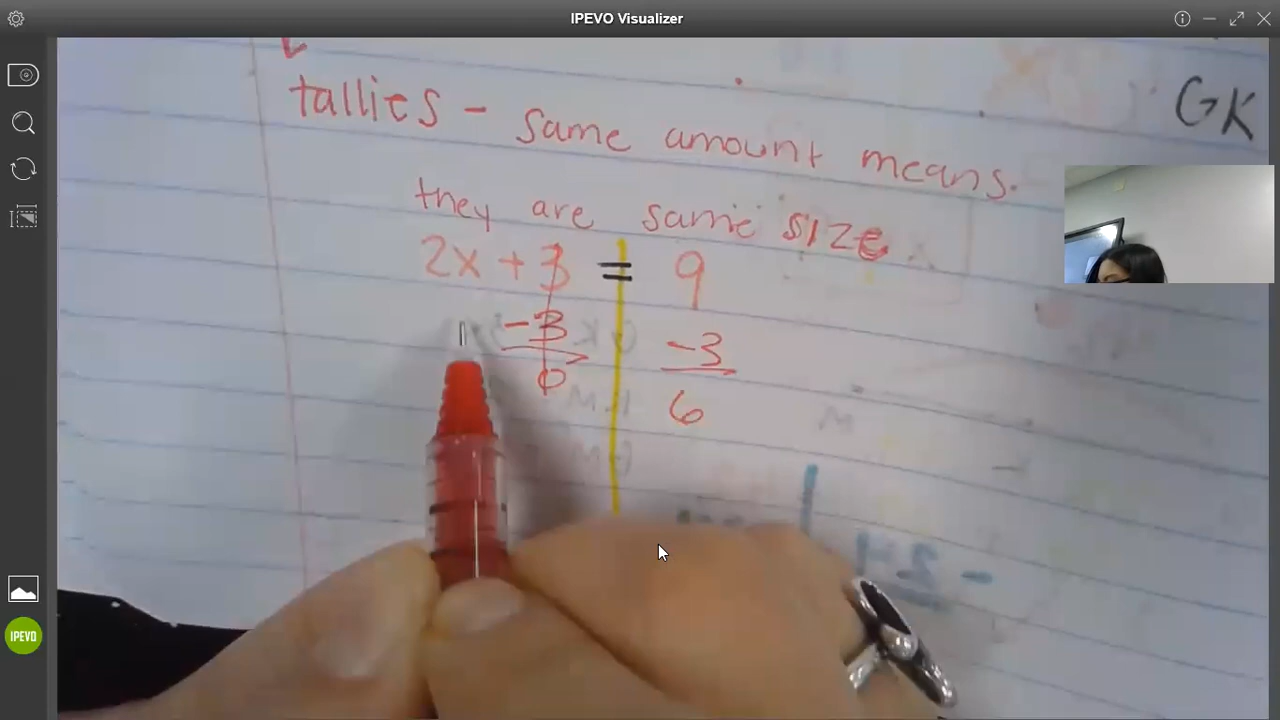 IPEVO Visualizer
GK
tallies - same amount means.
they are same size.
2x + 3 = 9
-3 -3
0 6
IPEVO